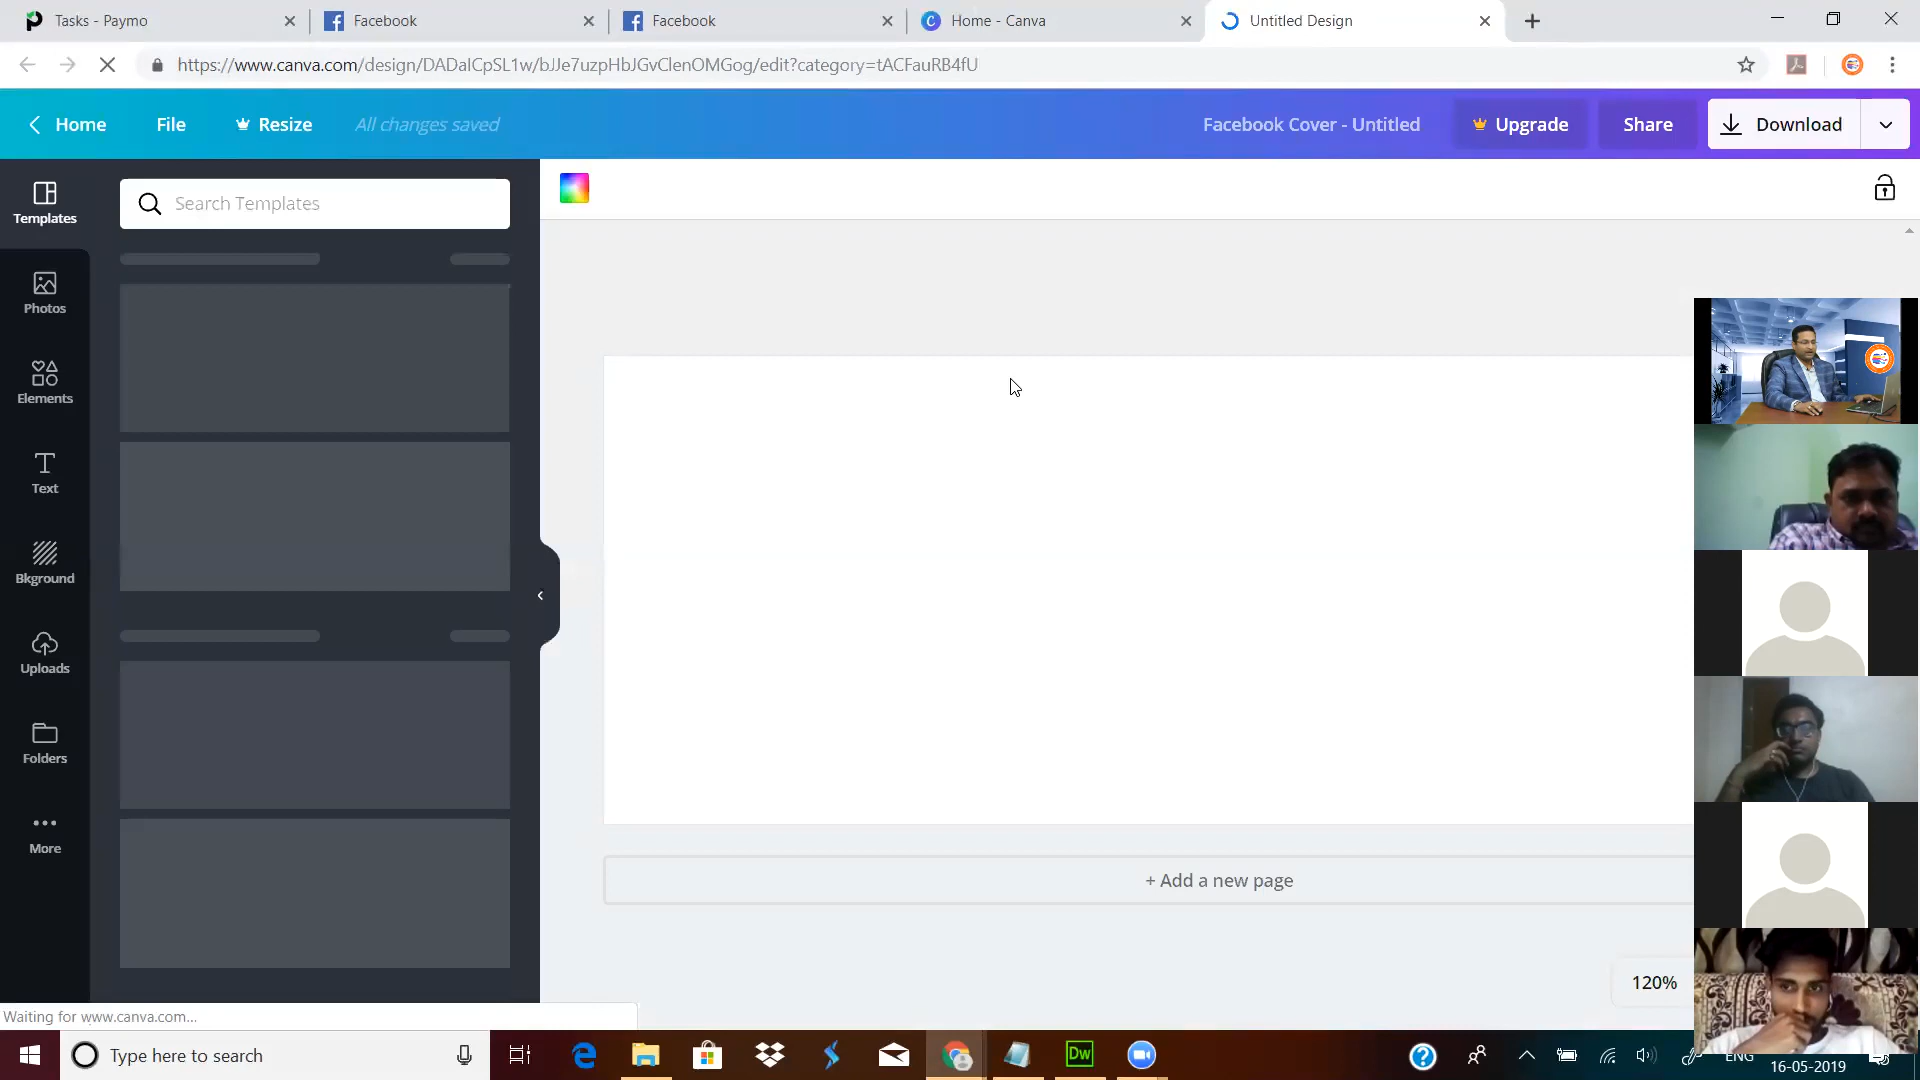 Tasks - Paymo
Facebook
Facebook
Home - Canva
Untitled Design
https://www.canva.com/design/DADaICpSL1w/bJJe7uzpHbJGvClenOMGog/edit?category=tACFauRB4fU
Home
File
Resize
All changes saved
Facebook Cover - Untitled
Upgrade
Share
Download
Templates
Search Templates
Photos
Elements
Text
Bkground
Uploads
Folders
More
+ Add a new page
120%
Waiting for www.canva.com...
Type here to search
Dw
ENG
16-05-2019